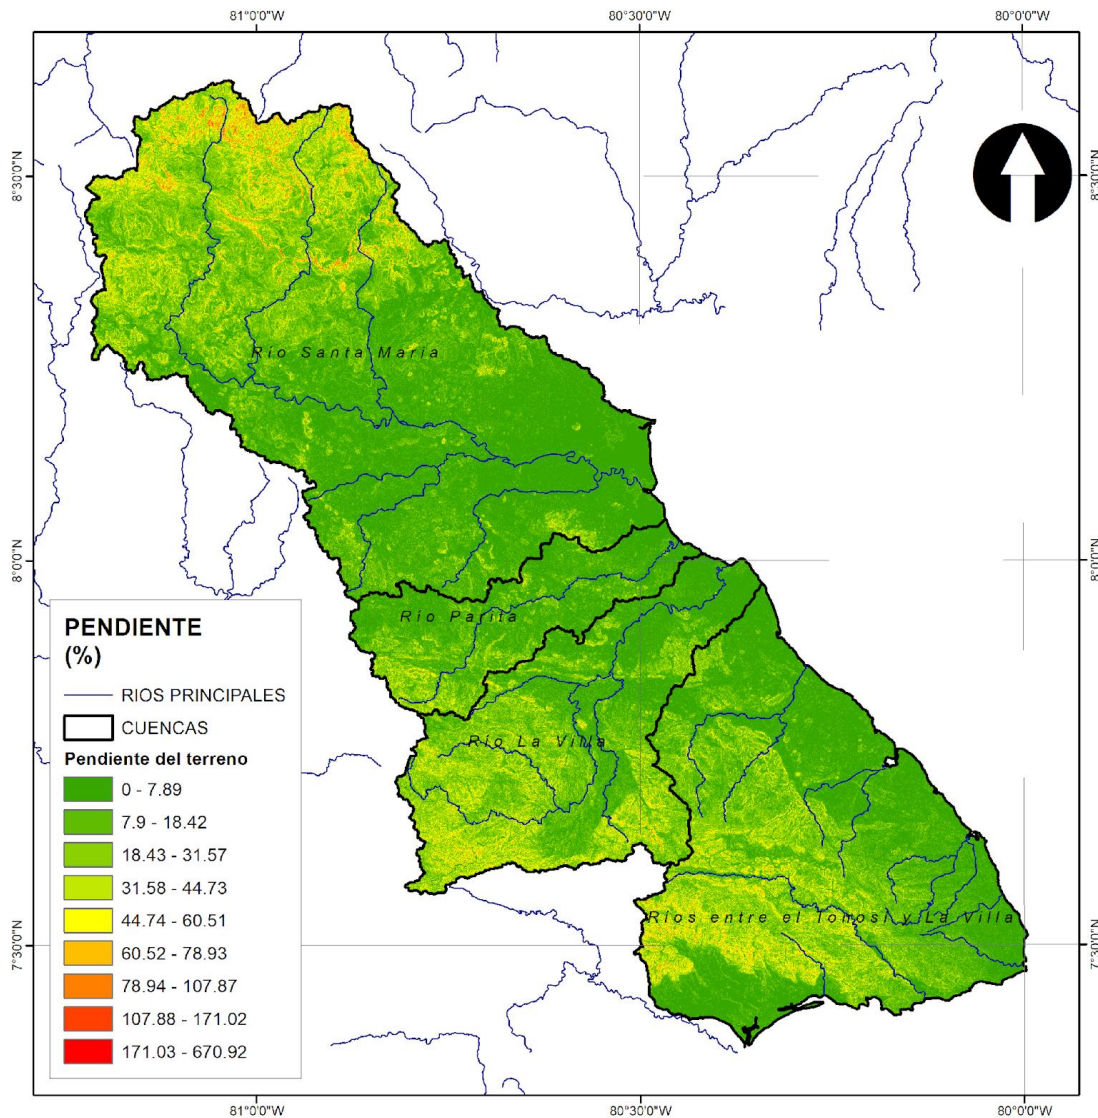 81°0'0"W
80°30'0"W
80°0'0"W
8°30'0"N
8°30'0"N
Río Santa María
8°0'0"N
8°0'0"N
Río Parita
Río La Villa
Ríos entre el Tonosí y La Villa
7°30'0"N
7°30'0"N
PENDIENTE
(%)
RIOS PRINCIPALES
CUENCAS
Pendiente del terreno
0 - 7.89
7.9 - 18.42
18.43 - 31.57
31.58 - 44.73
44.74 - 60.51
60.52 - 78.93
78.94 - 107.87
107.88 - 171.02
171.03 - 670.92
81°0'0"W
80°30'0"W
80°0'0"W